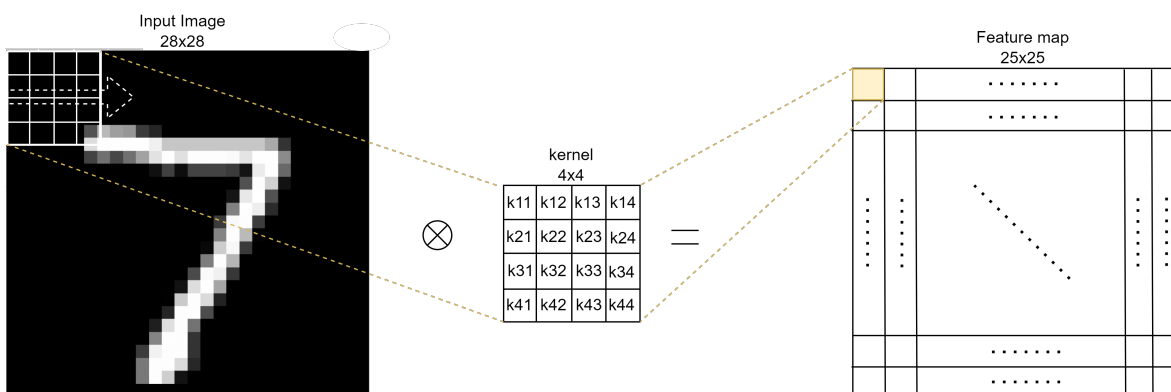 Input Image
28x28
kernel
4x4
k11 k12 k13 k14
k21 k22 k23 k24
k31 k32 k33 k34
k41 k42 k43 k44
Feature map
25x25